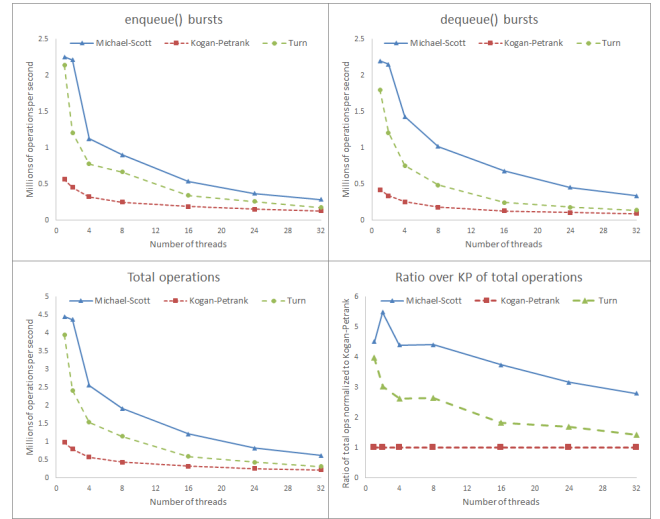 enqueue() bursts
Michael-Scott Kogan-Petrank Turn
Millions of operations per second
2.5
2
1.5
1
0.5
0
0 4 8 12 16 20 24 28 32
Number of threads
dequeue() bursts
Michael-Scott Kogan-Petrank Turn
Millions of operations per second
2.5
2
1.5
1
0.5
0
0 4 8 12 16 20 24 28 32
Number of threads
Total operations
Michael-Scott Kogan-Petrank Turn
Millions of operations per second
5
4.5
4
3.5
3
2.5
2
1.5
1
0.5
0
0 4 8 12 16 20 24 28 32
Number of threads
Ratio over KP of total operations
Michael-Scott Kogan-Petrank Turn
Ratio of total ops normalized to Kogan-Petrank
6
5
4
3
2
1
0
0 4 8 12 16 20 24 28 32
Number of threads